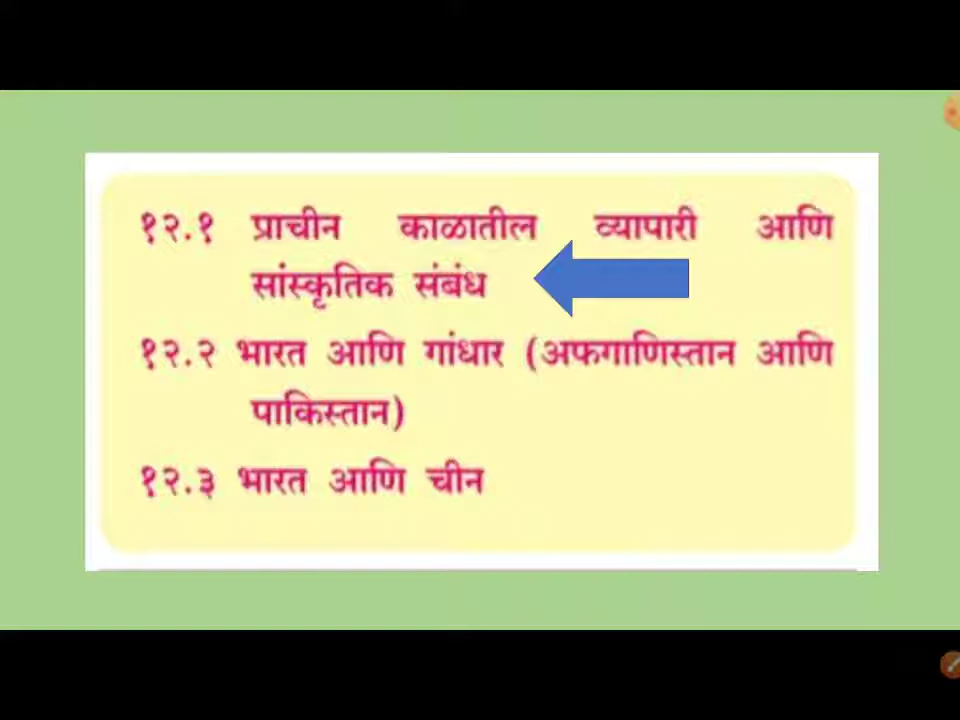 १२.१ प्राचीन काळातील व्यापारी आणि
सांस्कृतिक संबंध
१२.२ भारत आणि गांधार (अफगाणिस्तान आणि
पाकिस्तान)
१२.३ भारत आणि चीन